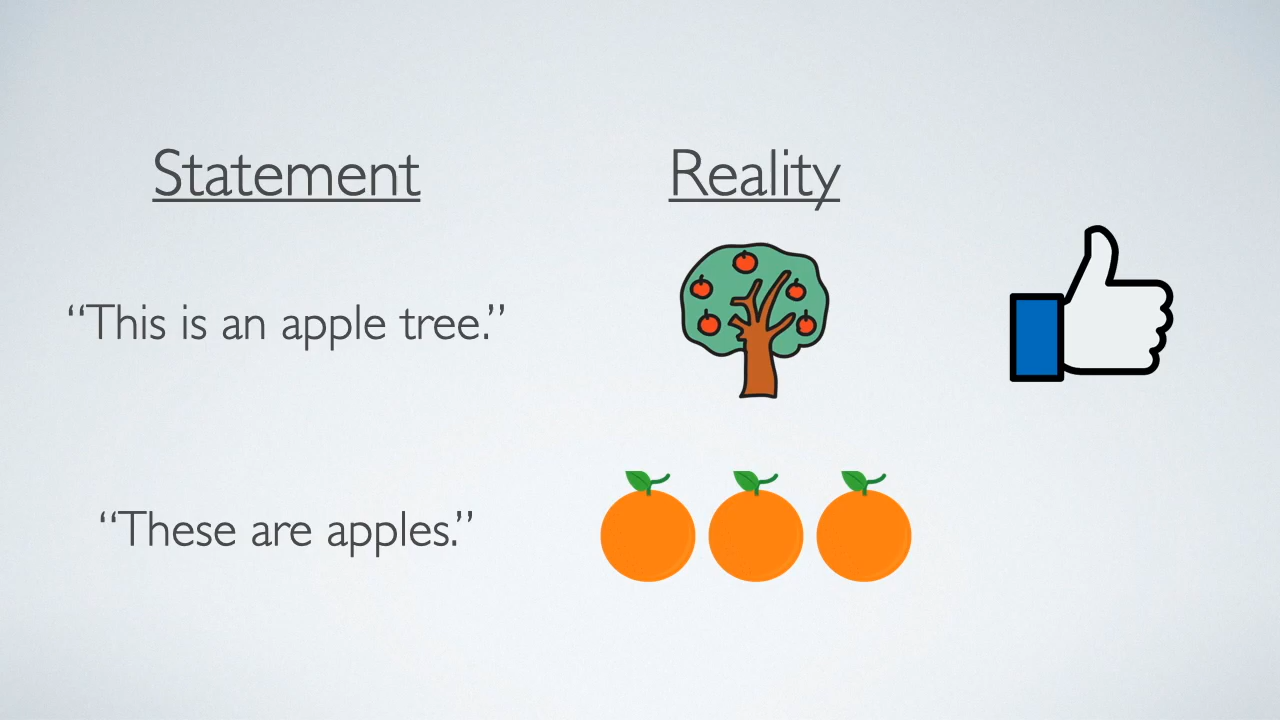 Statement
Reality
“This is an apple tree.”
“These are apples.”